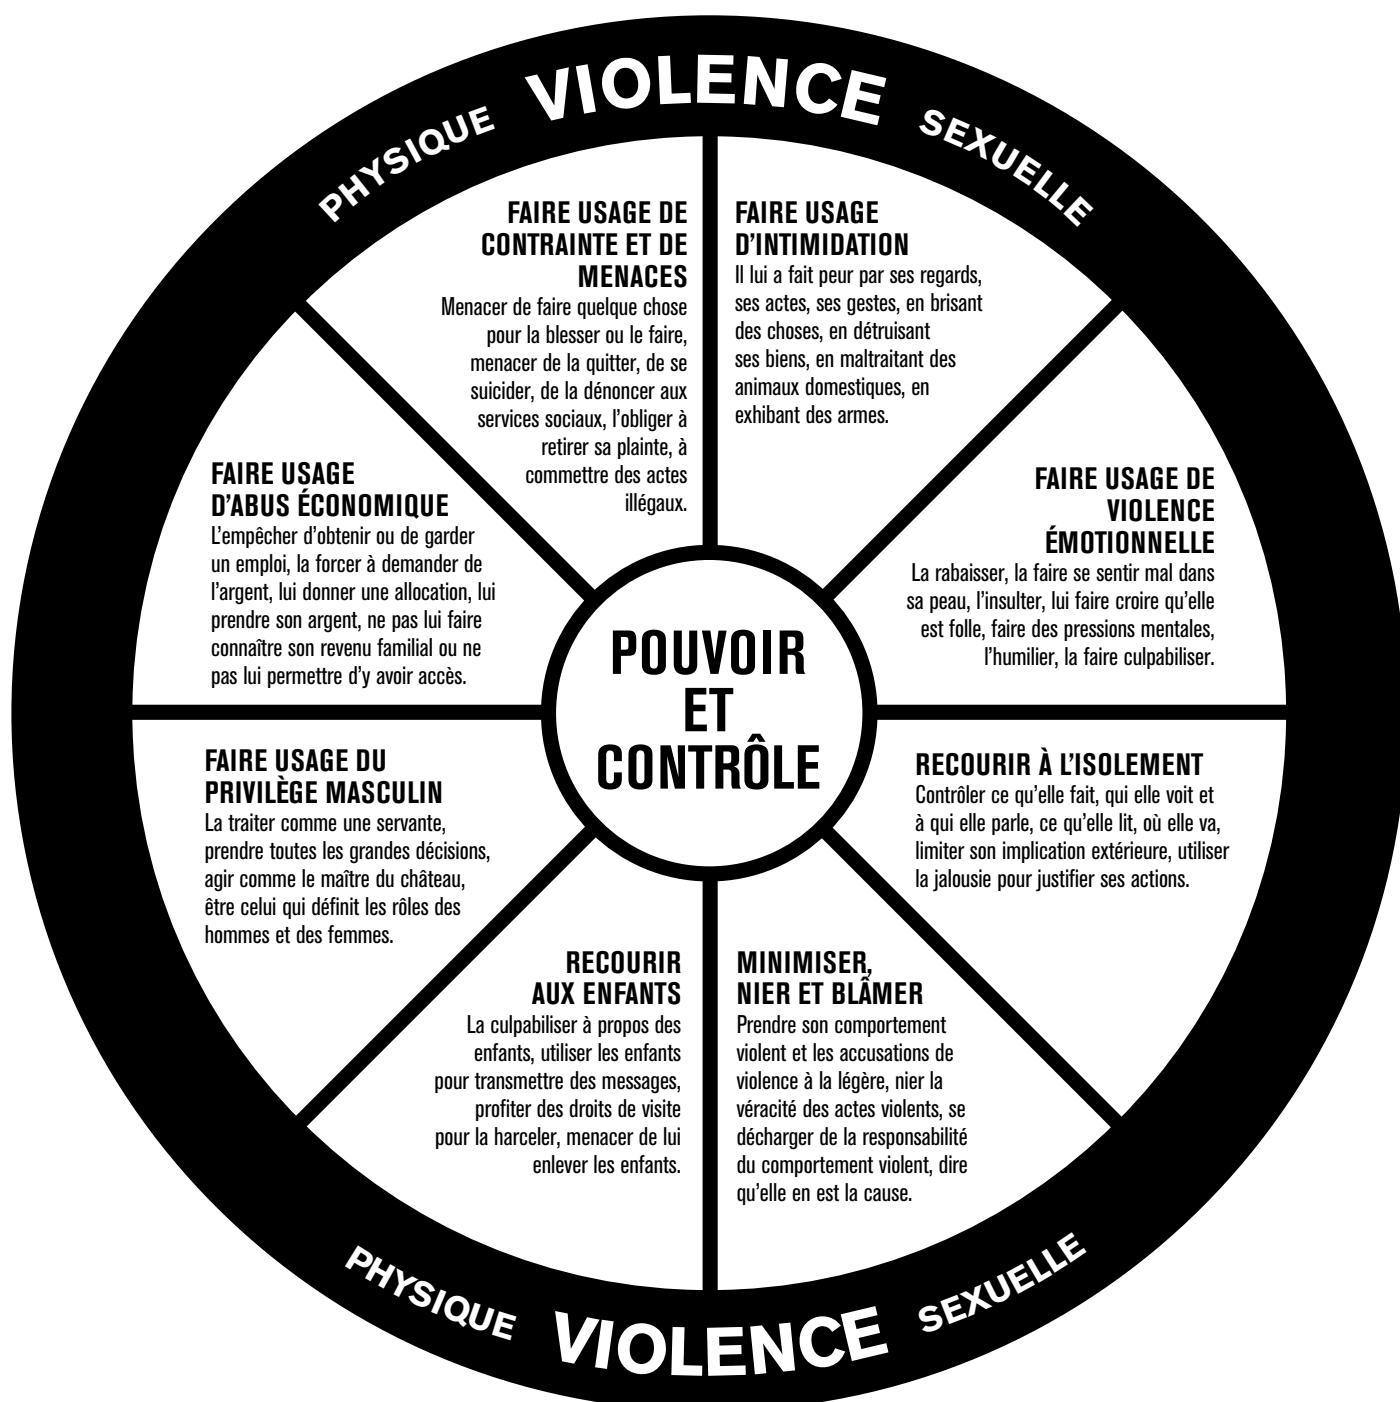 PHYSIQUE VIOLENCE SEXUELLE
FAIRE USAGE DE
CONTRAINTE ET DE
MENACES
Menacer de faire quelque chose
pour la blesser ou le faire,
menacer de la quitter, de se
suicider, de la dénoncer aux
services sociaux, l'obliger à
retirer sa plainte, à
commettre des actes
illégaux.
FAIRE USAGE
D'INTIMIDATION
Il lui a fait peur par ses regards,
ses actes, ses gestes, en brisant
des choses, en détruisant
ses biens, en maltraitant des
animaux domestiques, en
exhibant des armes.
FAIRE USAGE
D'ABUS ÉCONOMIQUE
L'empêcher d'obtenir ou de garder
un emploi, la forcer à demander de
l'argent, lui donner une allocation, lui
prendre son argent, ne pas lui faire
connaître son revenu familial ou ne
pas lui permettre d'y avoir accès.
FAIRE USAGE DE
VIOLENCE
ÉMOTIONNELLE
La rabaisser, la faire se sentir mal dans
sa peau, l'insulter, lui faire croire qu'elle
est folle, faire des pressions mentales,
l'humilier, la faire culpabiliser.
POUVOIR
ET
CONTRÔLE
FAIRE USAGE DU
PRIVILÈGE MASCULIN
La traiter comme une servante,
prendre toutes les grandes décisions,
agir comme le maître du château,
être celui qui définit les rôles des
hommes et des femmes.
RECOURIR À L'ISOLEMENT
Contrôler ce qu'elle fait, qui elle voit et
à qui elle parle, ce qu'elle lit, où elle va,
limiter son implication extérieure, utiliser
la jalousie pour justifier ses actions.
RECOURIR
AUX ENFANTS
La culpabiliser à propos des
enfants, utiliser les enfants
pour transmettre des messages,
profiter des droits de visite
pour la harceler, menacer de lui
enlever les enfants.
MINIMISER,
NIER ET BLÂMER
Prendre son comportement
violent et les accusations de
violence à la légère, nier la
véracité des actes violents, se
décharger de la responsabilité
du comportement violent, dire
qu'elle en est la cause.
PHYSIQUE VIOLENCE SEXUELLE